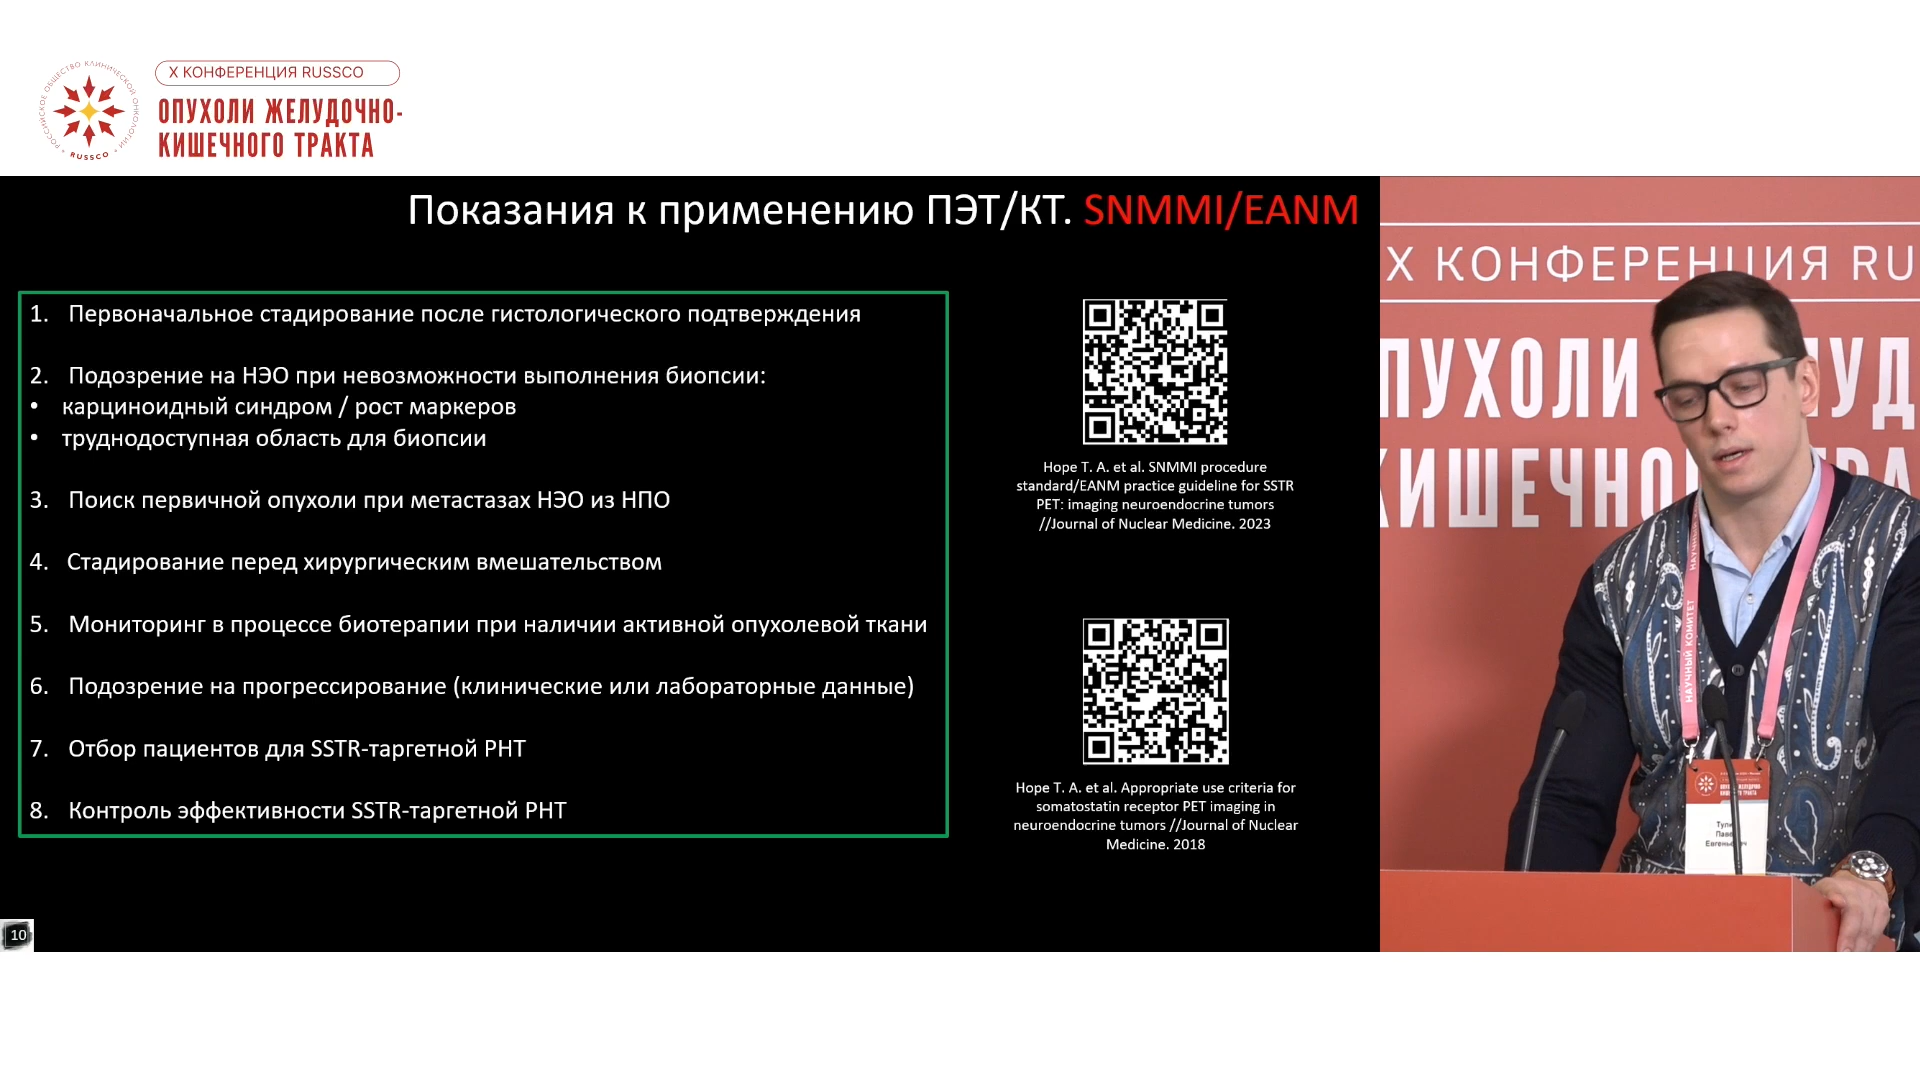 РОССИЙСКОЕ ОБЩЕСТВО КЛИНИЧЕСКОЙ ОНКОЛОГИИ
• RUSSCO •
X КОНФЕРЕНЦИЯ RUSSCO
ОПУХОЛИ ЖЕЛУДОЧНО-
КИШЕЧНОГО ТРАКТА
Показания к применению ПЭТ/КТ. SNMMI/EANM
1. Первоначальное стадирование после гистологического подтверждения
2. Подозрение на НЭО при невозможности выполнения биопсии:
• карциноидный синдром / рост маркеров
• труднодоступная область для биопсии
3. Поиск первичной опухоли при метастазах НЭО из НПО
4. Стадирование перед хирургическим вмешательством
5. Мониторинг в процессе биотерапии при наличии активной опухолевой ткани
6. Подозрение на прогрессирование (клинические или лабораторные данные)
7. Отбор пациентов для SSTR-таргетной РНТ
8. Контроль эффективности SSTR-таргетной РНТ
Hope T. A. et al. SNMMI procedure
standard/EANM practice guideline for SSTR
PET: imaging neuroendocrine tumors
//Journal of Nuclear Medicine. 2023
Hope T. A. et al. Appropriate use criteria for
somatostatin receptor PET imaging in
neuroendocrine tumors //Journal of Nuclear
Medicine. 2018
10
X КОНФЕРЕНЦИЯ RU
НАУЧНЫЙ КОМИТЕТ